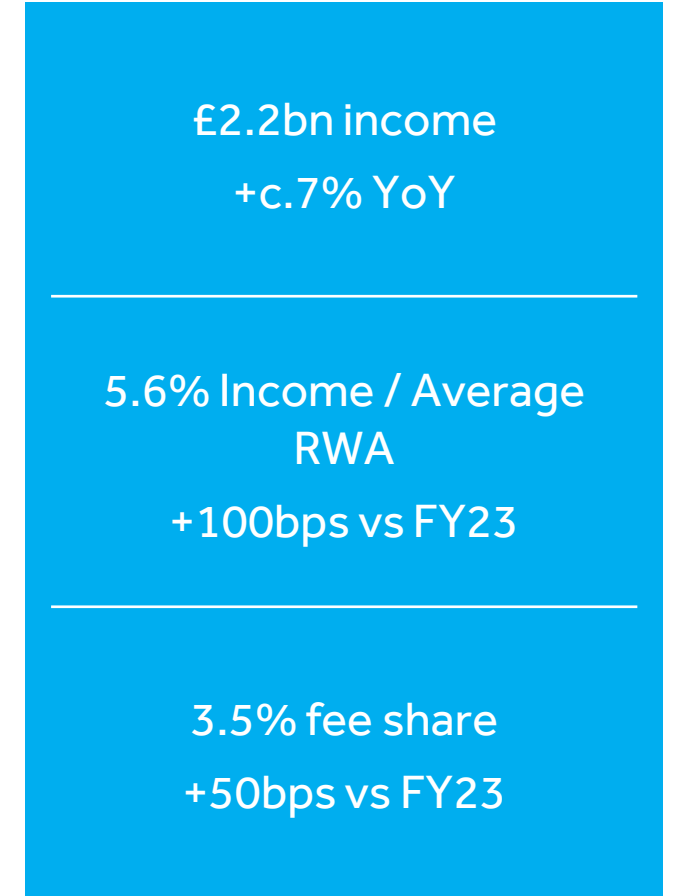 £2.2bn income
+c.7% YoY
5.6% Income / Average
RWA
+100bps vs FY23
3.5% fee share
+50bps vs FY23